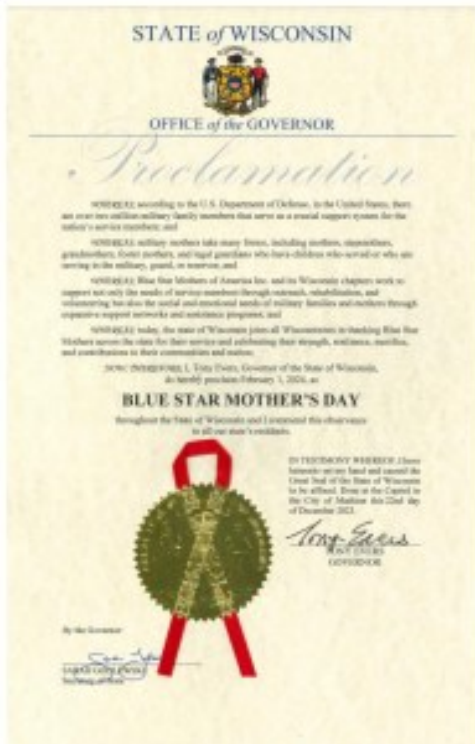 STATE of WISCONSIN
OFFICE of the GOVERNOR
Proclamation
WHEREAS; according to the U.S. Department of Defense, in the United States, there
are over two million military family members that serve as a crucial support system for the
nation's service members; and
WHEREAS; military mothers take many forms, including mothers, stepmothers,
grandmothers, foster mothers, and legal guardians who have children who served or who are
serving in the military, guard, or reserves; and
WHEREAS; Blue Star Mothers of America Inc. and its Wisconsin chapters work to
support not only the needs of service members through outreach, rehabilitation, and
volunteering but also the social and emotional needs of military families and mothers through
expansive support networks and assistance programs; and
WHEREAS; today, the state of Wisconsin joins all Wisconsinites in thanking Blue Star
Mothers across the state for their service and celebrating their strength, resilience, sacrifice,
and contributions to their communities and nation;
NOW, THEREFORE, I, Tony Evers, Governor of the State of Wisconsin,
do hereby proclaim February 1, 2024, as
BLUE STAR MOTHER'S DAY
throughout the State of Wisconsin and I commend this observance
to all our state's residents.
IN TESTIMONY WHEREOF, I have
hereunto set my hand and caused the
Great Seal of the State of Wisconsin
to be affixed. Done at the Capitol in
the City of Madison this 22nd day
of December 2023.
Tony Evers
TONY EVERS
GOVERNOR
By the Governor:
Secretary of State